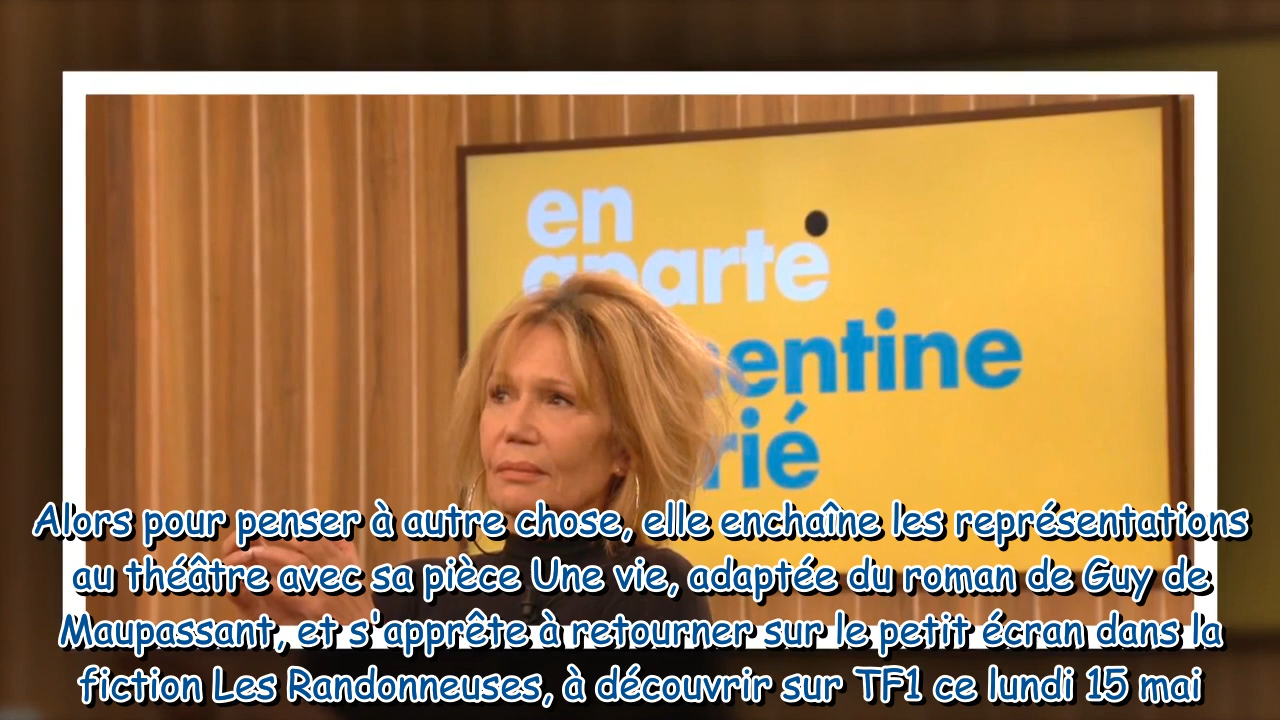 en
aparté
sentine
rié
Alors pour penser à autre chose, elle enchaîne les représentations
au théâtre avec sa pièce Une vie, adaptée du roman de Guy de
Maupassant, et s'apprête à retourner sur le petit écran dans la
fiction Les Randonneuses, à découvrir sur TF1 ce lundi 15 mai